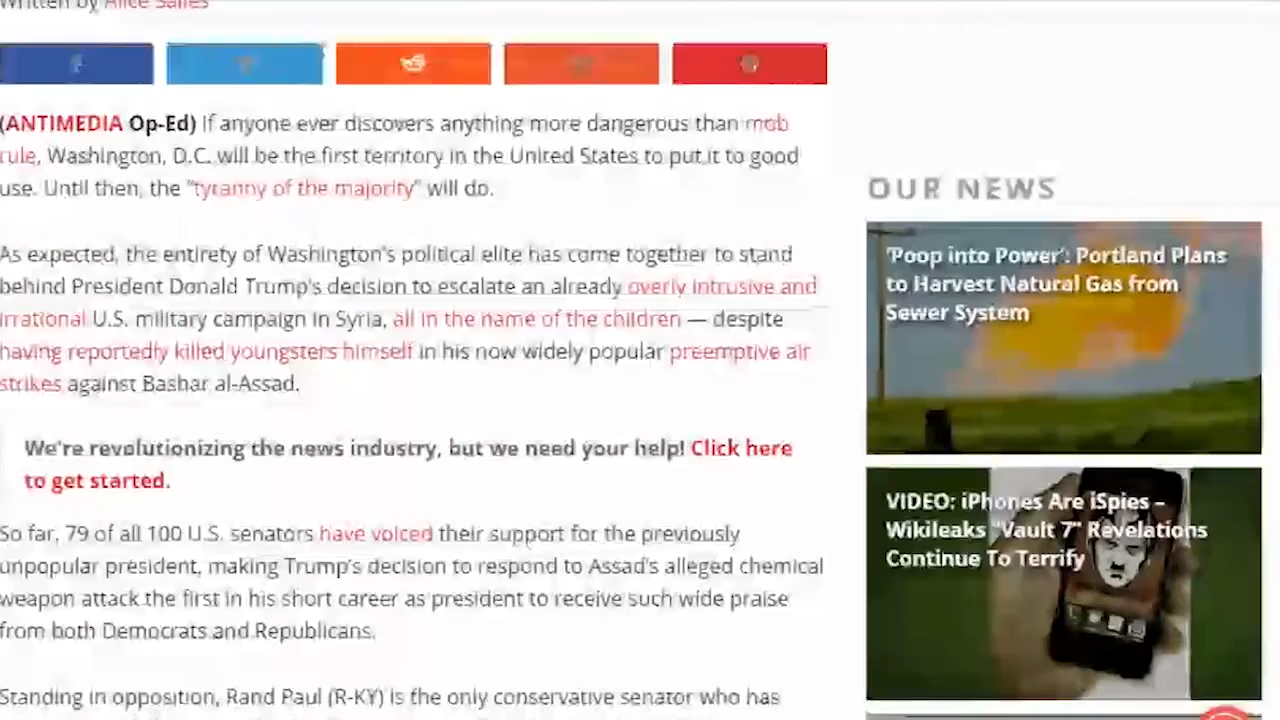 Written by Alice Salles
(ANTIMEDIA Op-Ed) If anyone ever discovers anything more dangerous than mob
rule, Washington, D.C. will be the first territory in the United States to put it to good
use. Until then, the “tyranny of the majority” will do.
As expected, the entirety of Washington's political elite has come together to stand
behind President Donald Trump's decision to escalate an already overly intrusive and
irrational U.S. military campaign in Syria, all in the name of the children — despite
having reportedly killed youngsters himself in his now widely popular preemptive air
strikes against Bashar al-Assad.
We're revolutionizing the news industry, but we need your help! Click here
to get started.
So far, 79 of all 100 U.S. senators have voiced their support for the previously
unpopular president, making Trump's decision to respond to Assad's alleged chemical
weapon attack the first in his short career as president to receive such wide praise
from both Democrats and Republicans.
Standing in opposition, Rand Paul (R-KY) is the only conservative senator who has
OUR NEWS
'Poop into Power': Portland Plans
to Harvest Natural Gas from
Sewer System
VIDEO: iPhones Are iSpies –
Wikileaks "Vault 7" Revelations
Continue To Terrify